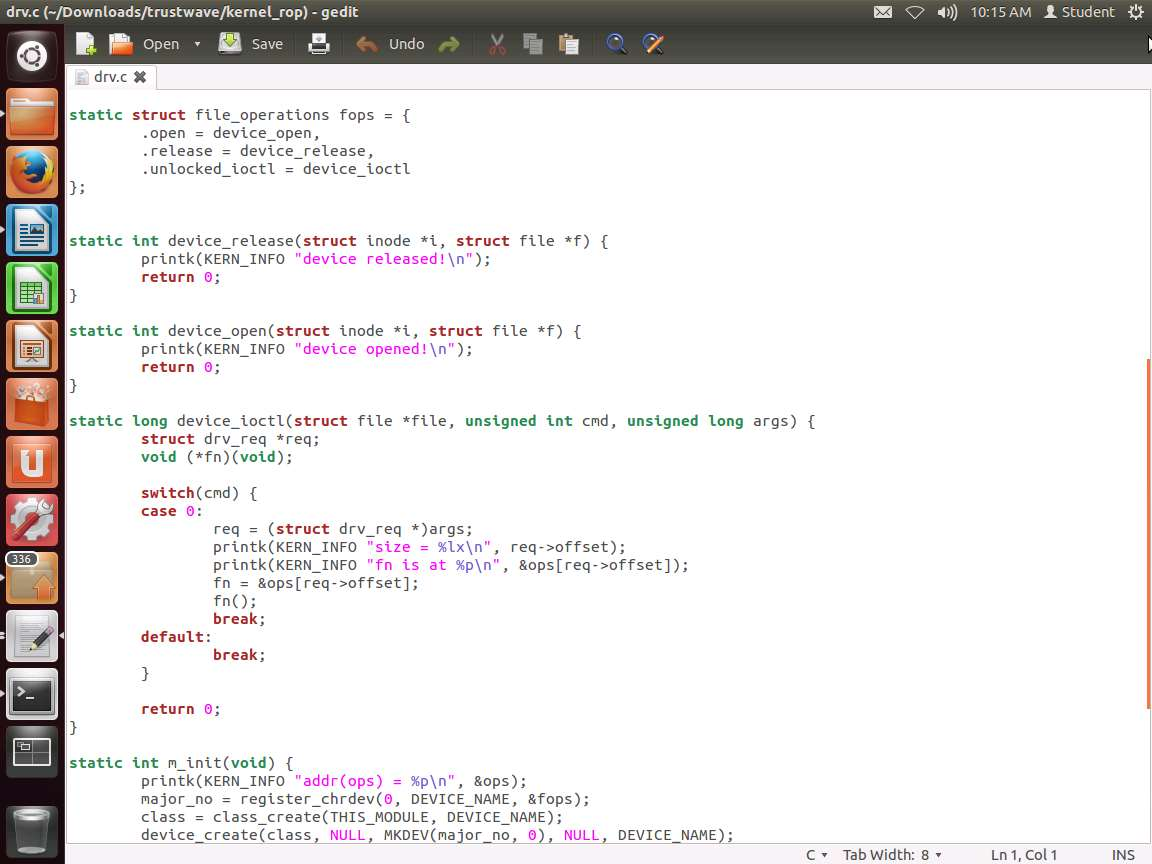 drv.c (~/Downloads/trustwave/kernel_rop) - gedit
10:15 AM Student
Open Save Undo
drv.c
static struct file_operations fops = {
        .open = device_open,
        .release = device_release,
        .unlocked_ioctl = device_ioctl
};
static int device_release(struct inode *i, struct file *f) {
        printk(KERN_INFO "device released!\n");
        return 0;
}
static int device_open(struct inode *i, struct file *f) {
        printk(KERN_INFO "device opened!\n");
        return 0;
}
static long device_ioctl(struct file *file, unsigned int cmd, unsigned long args) {
        struct drv_req *req;
        void (*fn)(void);
        switch(cmd) {
        case 0:
                req = (struct drv_req *)args;
                printk(KERN_INFO "size = %lx\n", req->offset);
                printk(KERN_INFO "fn is at %p\n", &ops[req->offset]);
                fn = &ops[req->offset];
                fn();
                break;
        default:
                break;
        }
        return 0;
}
static int m_init(void) {
        printk(KERN_INFO "addr(ops) = %p\n", &ops);
        major_no = register_chrdev(0, DEVICE_NAME, &fops);
        class = class_create(THIS_MODULE, DEVICE_NAME);
        device_create(class, NULL, MKDEV(major_no, 0), NULL, DEVICE_NAME);
336
C Tab Width: 8 Ln 1, Col 1 INS